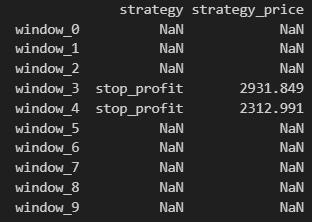 strategy strategy_price
window_0 NaN NaN
window_1 NaN NaN
window_2 NaN NaN
window_3 stop_profit 2931.849
window_4 stop_profit 2312.991
window_5 NaN NaN
window_6 NaN NaN
window_7 NaN NaN
window_8 NaN NaN
window_9 NaN NaN